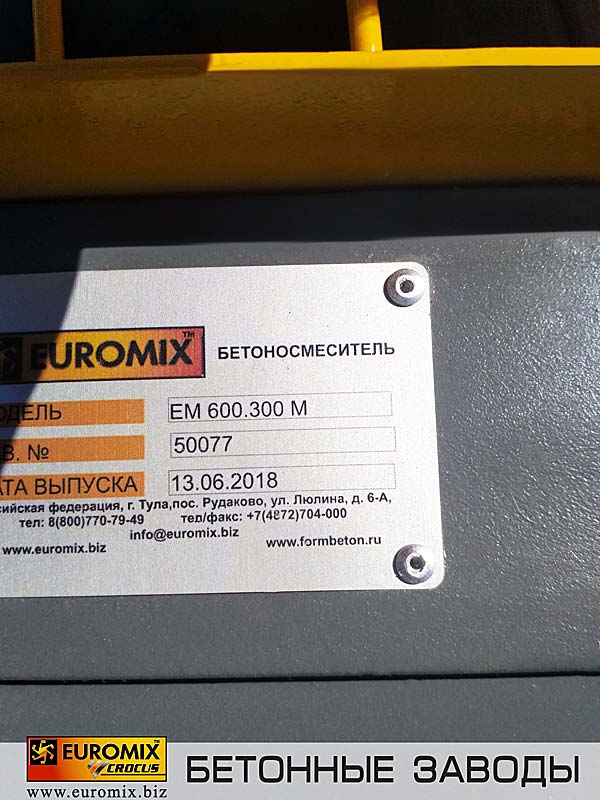 EUROMIX™ БЕТОНОСМЕСИТЕЛЬ
ОДЕЛЬ EM 600.300 M
В. № 50077
АТА ВЫПУСКА 13.06.2018
сийская федерация, г. Тула,пос. Рудаково, ул. Люлина, д. 6-А,
тел: 8(800)770-79-49 тел/факс: +7(4872)704-000
info@euromix.biz
www.euromix.biz www.formbeton.ru
EUROMIX
CROCUS
БЕТОННЫЕ ЗАВОДЫ
www.euromix.biz